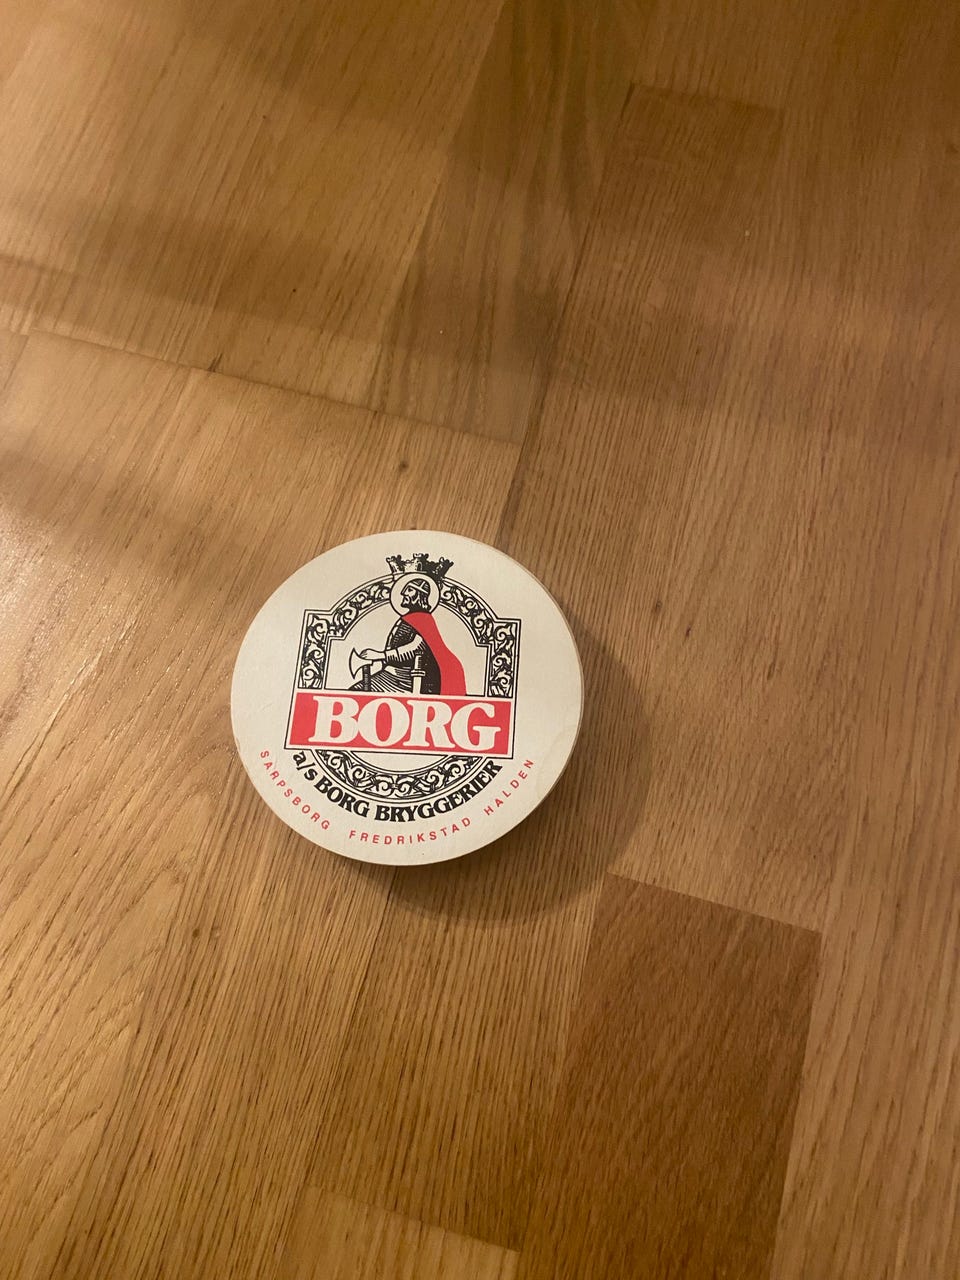 BORG
a/s BORG BRYGGERIER
SARPSBORG FREDRIKSTAD HALDEN